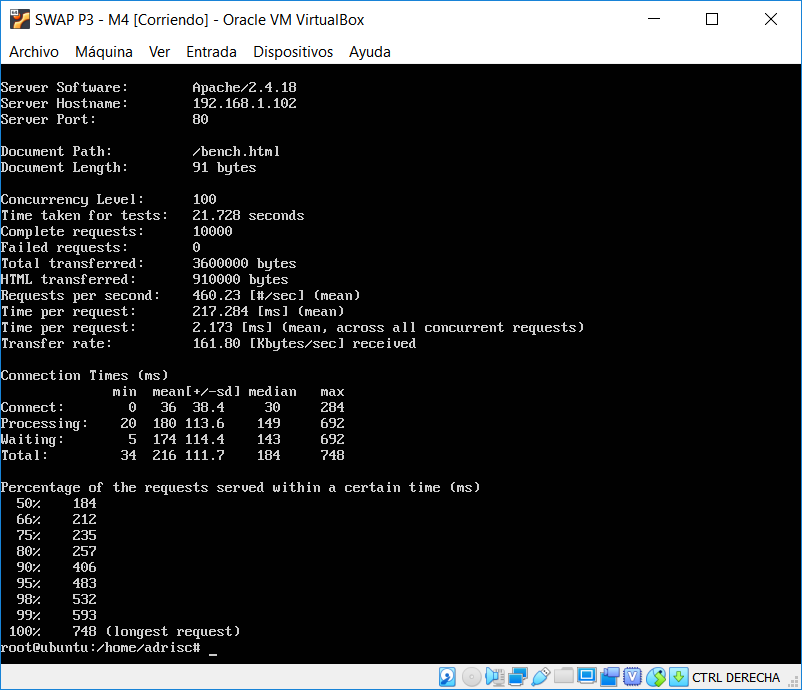 SWAP P3 - M4 [Corriendo] - Oracle VM VirtualBox
Archivo Máquina Ver Entrada Dispositivos Ayuda
Server Software: Apache/2.4.18
Server Hostname: 192.168.1.102
Server Port: 80
Document Path: /bench.html
Document Length: 91 bytes
Concurrency Level: 100
Time taken for tests: 21.728 seconds
Complete requests: 10000
Failed requests: 0
Total transferred: 3600000 bytes
HTML transferred: 910000 bytes
Requests per second: 460.23 [#/sec] (mean)
Time per request: 217.284 [ms] (mean)
Time per request: 2.173 [ms] (mean, across all concurrent requests)
Transfer rate: 161.80 [Kbytes/sec] received
Connection Times (ms)
min mean[+/-sd] median max
Connect: 0 36 38.4 30 284
Processing: 20 180 113.6 149 692
Waiting: 5 174 114.4 143 692
Total: 34 216 111.7 184 748
Percentage of the requests served within a certain time (ms)
50% 184
66% 212
75% 235
80% 257
90% 406
95% 483
98% 532
99% 593
100% 748 (longest request)
root@ubuntu:/home/adrisc# _
CTRL DERECHA